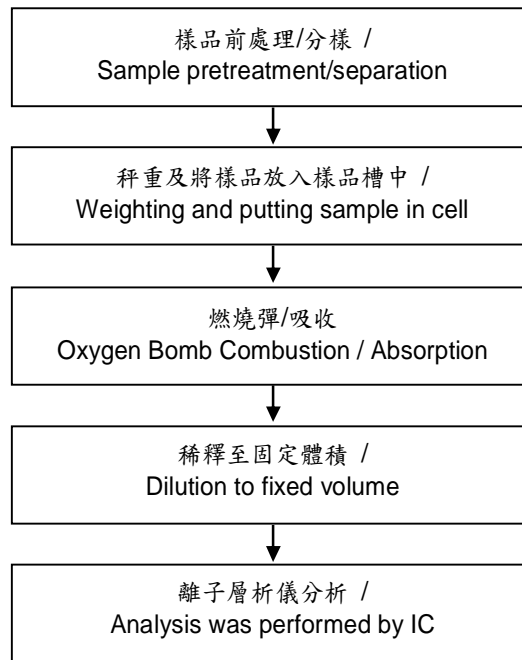 樣品前處理/分樣 /
Sample pretreatment/separation
秤重及將樣品放入樣品槽中 /
Weighting and putting sample in cell
燃燒彈/吸收
Oxygen Bomb Combustion / Absorption
稀釋至固定體積 /
Dilution to fixed volume
離子層析儀分析 /
Analysis was performed by IC